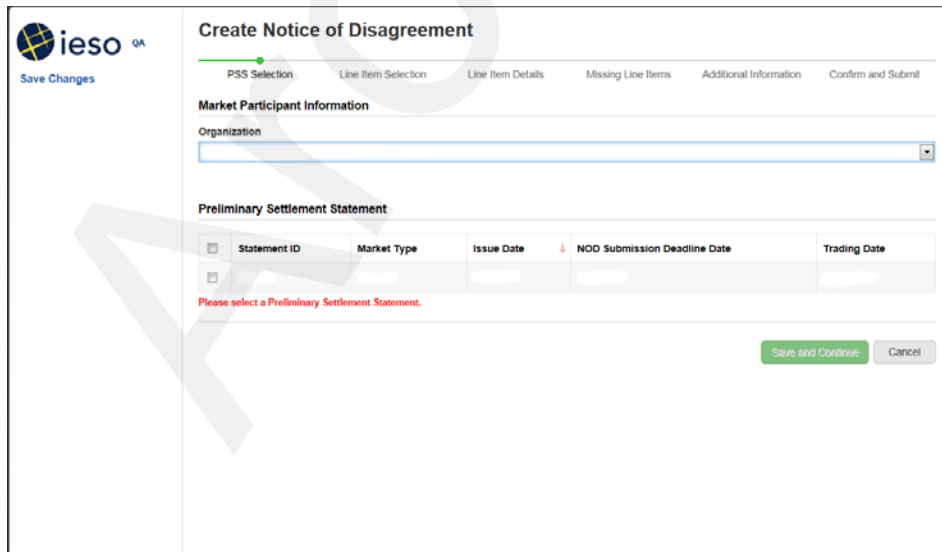 ieso QA
Save Changes
Create Notice of Disagreement
PSS Selection Line Item Selection Line Item Details Missing Line Items Additional Information Confirm and Submit
Market Participant Information
Organization
Preliminary Settlement Statement
Statement ID Market Type Issue Date ↓ NOD Submission Deadline Date Trading Date
Please select a Preliminary Settlement Statement.
Save and Continue Cancel